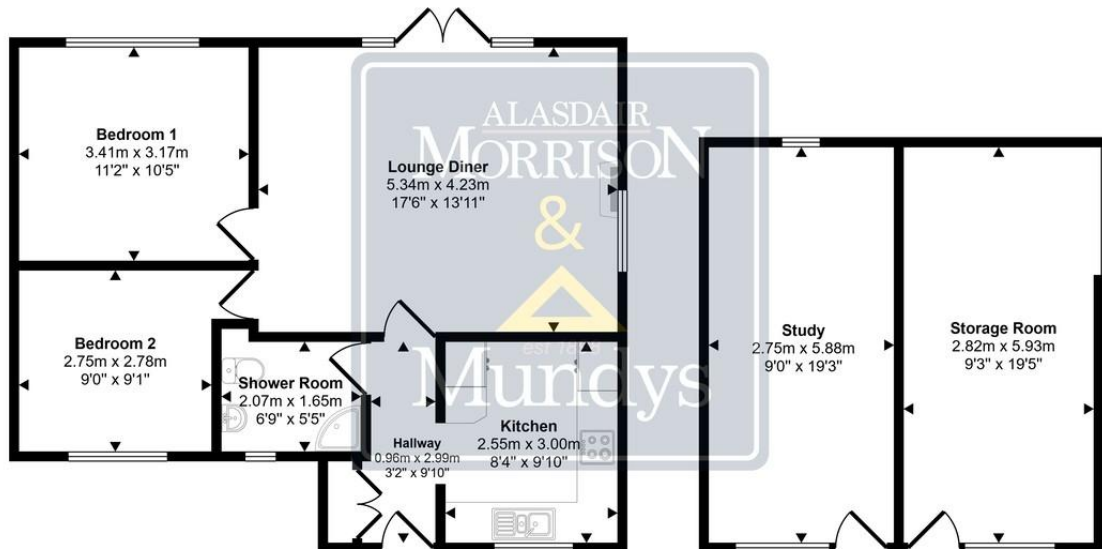 Bedroom 1
3.41m x 3.17m
11'2" x 10'5"
Lounge Diner
5.34m x 4.23m
17'6" x 13'11"
ALASDAIR
MORRISON
&
est 1848
Mundys
Bedroom 2
2.75m x 2.78m
9'0" x 9'1"
Shower Room
2.07m x 1.65m
6'9" x 5'5"
Hallway
0.96m x 2.99m
3'2" x 9'10"
Kitchen
2.55m x 3.00m
8'4" x 9'10"
Study
2.75m x 5.88m
9'0" x 19'3"
Storage Room
2.82m x 5.93m
9'3" x 19'5"